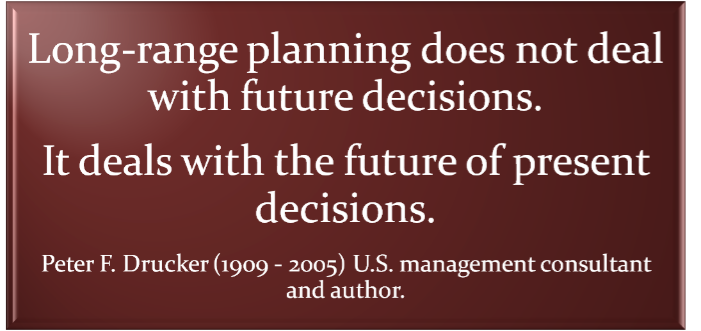 Long-range planning does not deal
with future decisions.
It deals with the future of present
decisions.
Peter F. Drucker (1909 - 2005) U.S. management consultant
and author.